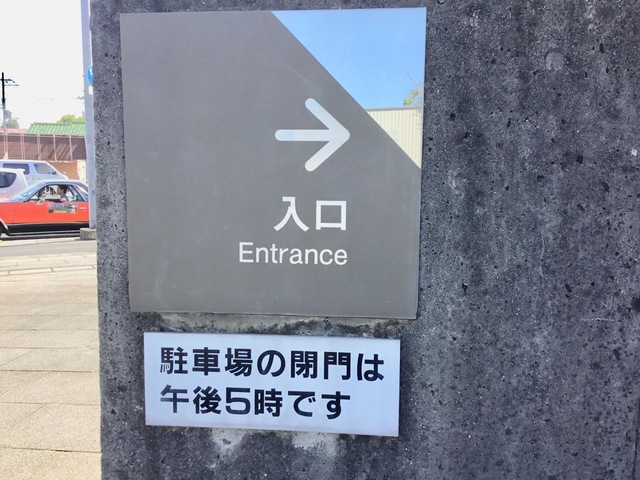 入口
Entrance
駐車場の閉門は
午後5時です